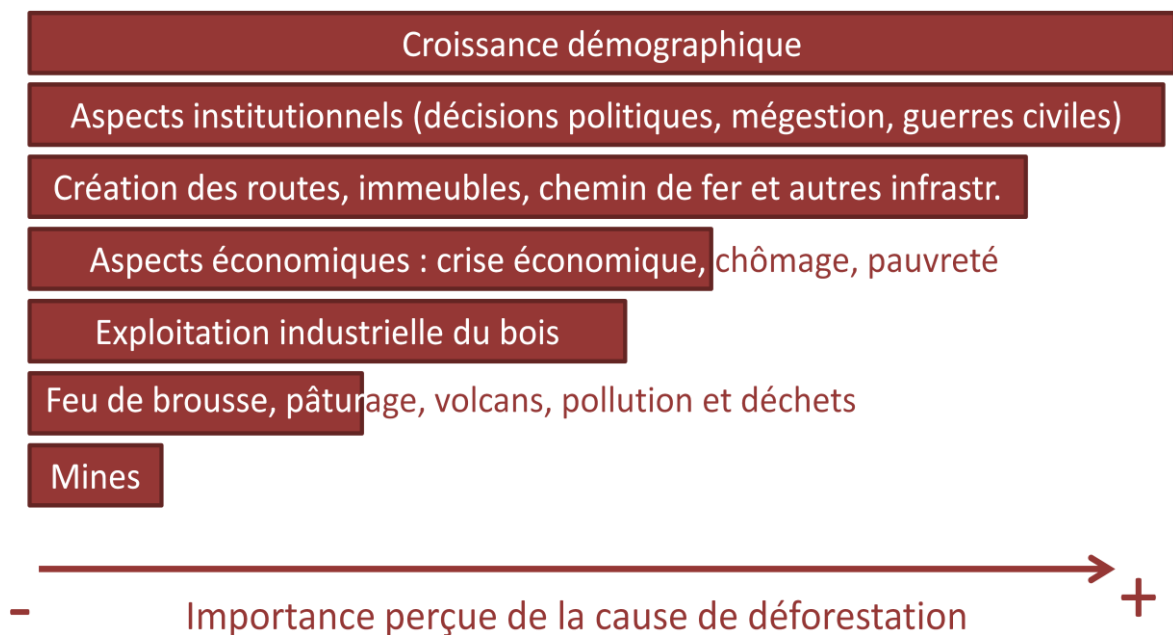 Croissance démographique
Aspects institutionnels (décisions politiques, mégestion, guerres civiles)
Création des routes, immeubles, chemin de fer et autres infrastr.
Aspects économiques : crise économique, chômage, pauvreté
Exploitation industrielle du bois
Feu de brousse, pâturage, volcans, pollution et déchets
Mines
- +
Importance perçue de la cause de déforestation